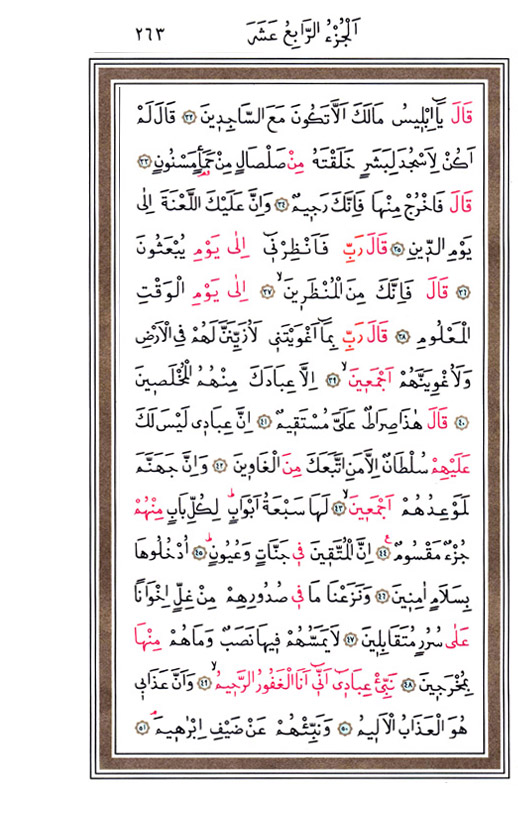 اَلْجُزْءُ الرَّابِعُ عَشَرَ ٢٦٣
قَالَ يَٓا اِبْل۪يسُ مَالَكَ اَلَّا تَكُونَ مَعَ السَّاجِد۪ينَ ﴿٣٢﴾ قَالَ لَمْ
اَكُنْ لِاَسْجُدَ لِبَشَرٍ خَلَقْتَهُ مِنْ صَلْصَالٍ مِنْ حَمَأٍ مَسْنُونٍ ﴿٣٣﴾
قَالَ فَاخْرُجْ مِنْهَا فَاِنَّكَ رَج۪يمٌ ﴿٣٤﴾ وَاِنَّ عَلَيْكَ اللَّعْنَةَ اِلٰى
يَوْمِ الدّ۪ينِ ﴿٣٥﴾ قَالَ رَبِّ فَاَنْظِرْن۪ٓي اِلٰى يَوْمِ يُبْعَثُونَ
﴿٣٦﴾ قَالَ فَاِنَّكَ مِنَ الْمُنْظَر۪ينَۙ ﴿٣٧﴾ اِلٰى يَوْمِ الْوَقْتِ
الْمَعْلُومِ ﴿٣٨﴾ قَالَ رَبِّ بِمَٓا اَغْوَيْتَن۪ي لَاُزَيِّنَنَّ لَهُمْ فِي الْاَرْضِ
وَلَاُغْوِيَنَّهُمْ اَجْمَع۪ينَۙ ﴿٣٩﴾ اِلَّا عِبَادَكَ مِنْهُمُ الْمُخْلَص۪ينَ
﴿٤٠﴾ قَالَ هٰذَا صِرَاطٌ عَلَيَّ مُسْتَق۪يمٌ ﴿٤١﴾ اِنَّ عِبَاد۪ي لَيْسَ لَكَ
عَلَيْهِمْ سُلْطَانٌ اِلَّا مَنِ اتَّبَعَكَ مِنَ الْغَاو۪ينَ ﴿٤٢﴾ وَاِنَّ جَهَنَّمَ
لَمَوْعِدُهُمْ اَجْمَع۪ينَۙ ﴿٤٣﴾ لَهَا سَبْعَةُ اَبْوَابٍۜ لِكُلِّ بَابٍ مِنْهُمْ
جُزْءٌ مَقْسُومٌ۟ ﴿٤٤﴾ اِنَّ الْمُتَّق۪ينَ ف۪ي جَنَّاتٍ وَعُيُونٍۜ ﴿٤٥﴾ اُدْخُلُوهَا
بِسَلَامٍ اٰمِن۪ينَ ﴿٤٦﴾ وَنَزَعْنَا مَا ف۪ي صُدُورِهِمْ مِنْ غِلٍّ اِخْوَانًا
عَلٰى سُرُرٍ مُتَقَابِل۪ينَ ﴿٤٧﴾ لَا يَمَسُّهُمْ ف۪يهَا نَصَبٌ وَمَا هُمْ مِنْهَا
بِمُخْرَج۪ينَ ﴿٤٨﴾ نَبِّئْ عِبَاد۪ٓي اَنّ۪ٓي اَنَا الْغَفُورُ الرَّح۪يمُۙ ﴿٤٩﴾ وَاَنَّ عَذَاب۪ي
هُوَ الْعَذَابُ الْاَل۪يمُ ﴿٥٠﴾ وَنَبِّئْهُمْ عَنْ ضَيْفِ اِبْرٰه۪يمَۢ ﴿٥١﴾